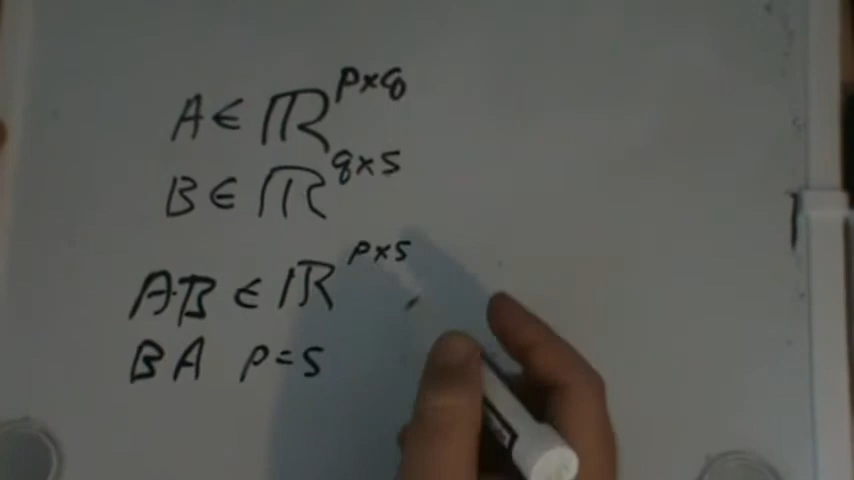 A ∈ ℝ^{p×q}
B ∈ ℝ^{q×s}
AB ∈ ℝ^{p×s}
BA p=s